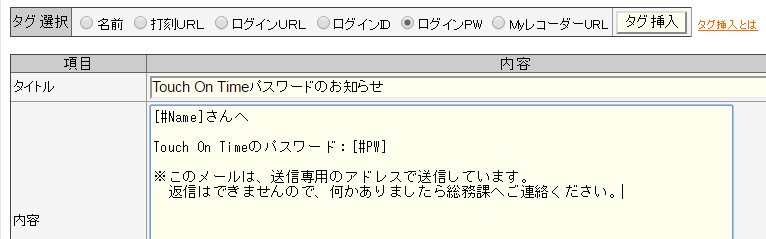 タグ選択 名前 打刻URL ログインURL ログインID ログインPW MyレコーダーURL タグ挿入 タグ挿入とは
項目 内容
タイトル Touch On Timeパスワードのお知らせ
[#Name]さんへ
Touch On Timeのパスワード：[#PW]
※このメールは、送信専用のアドレスで送信しています。
返信はできませんので、何かありましたら総務課へご連絡ください。
内容